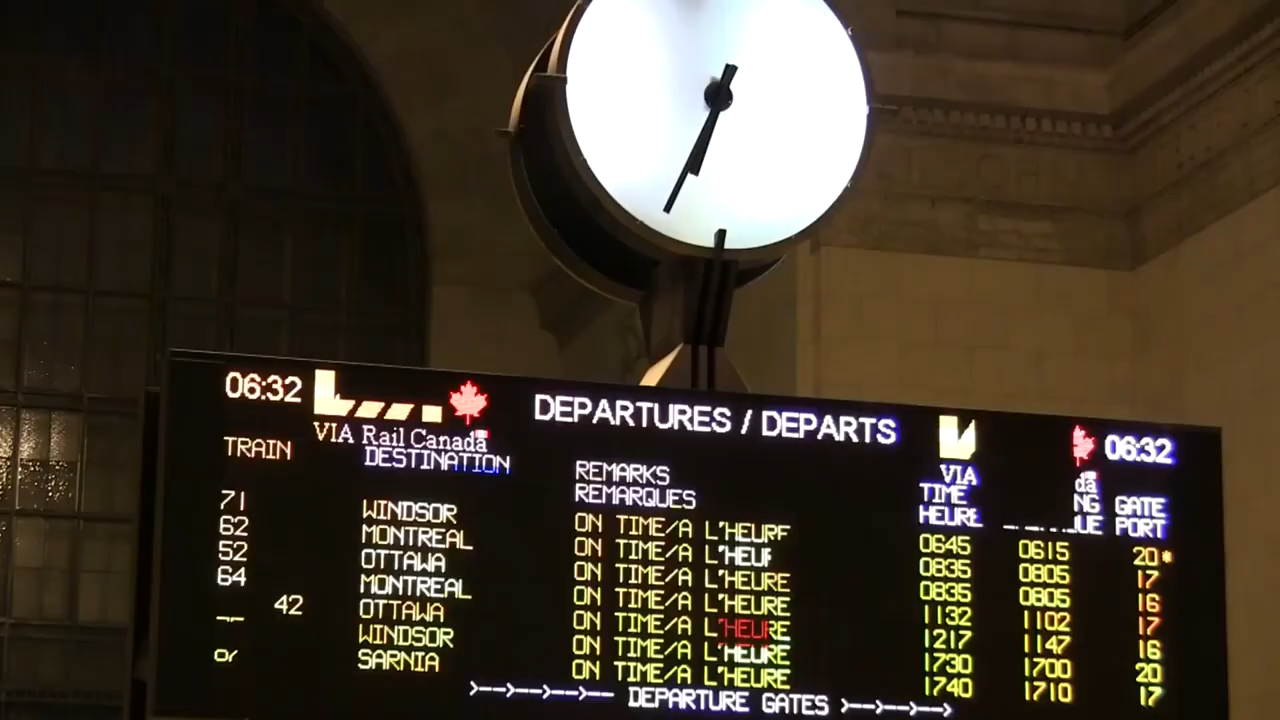 06:32 DEPARTURES / DEPARTS 06:32
VIA Rail Canada VIA
TRAIN DESTINATION REMARKS TIME GATE
REMARQUES HEURE PORT
71 WINDSOR ON TIME/A L'HEURE 0645 0615 20*
62 MONTREAL ON TIME/A L'HEUR 0835 0805 17
52 OTTAWA ON TIME/A L'HEURE 0835 0805 16
64 MONTREAL ON TIME/A L'HEURE 1132 1102 17
42 OTTAWA ON TIME/A L'HEURE 1217 1147 16
WINDSOR ON TIME/A L'HEURE 1730 1700 20
SARNIA ON TIME/A L'HEURE 1740 1710 17
>-->-->-->-- DEPARTURE GATES >-->-->-->